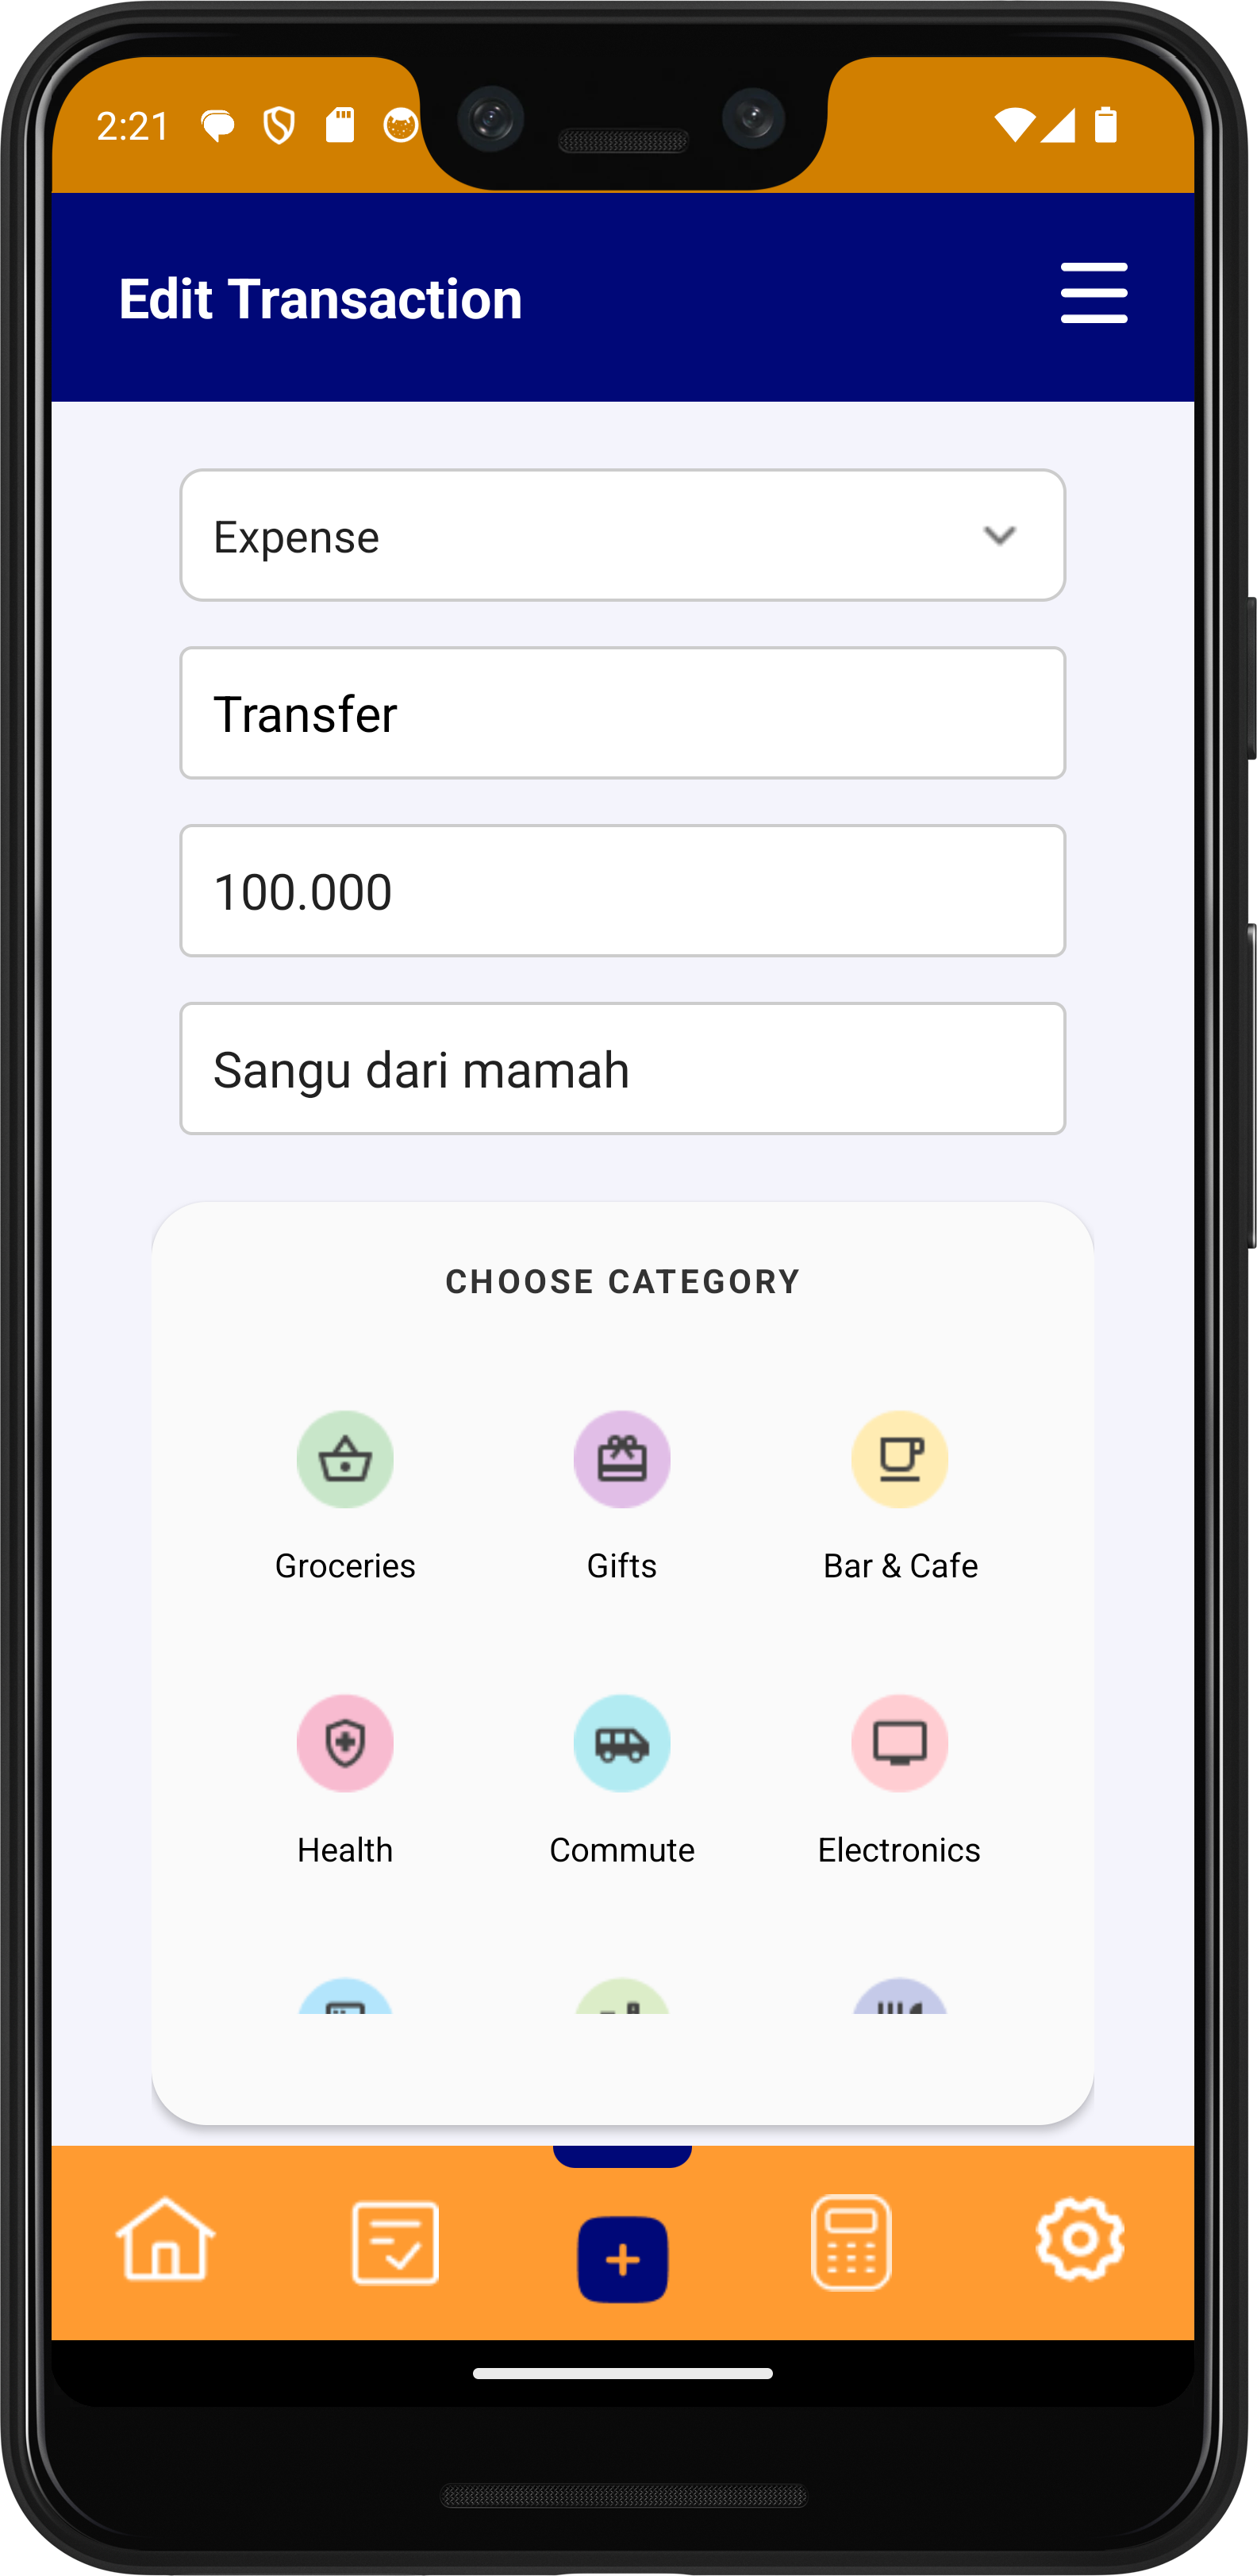 2:21
Edit Transaction
Expense
Transfer
100.000
Sangu dari mamah
CHOOSE CATEGORY
Groceries
Gifts
Bar & Cafe
Health
Commute
Electronics